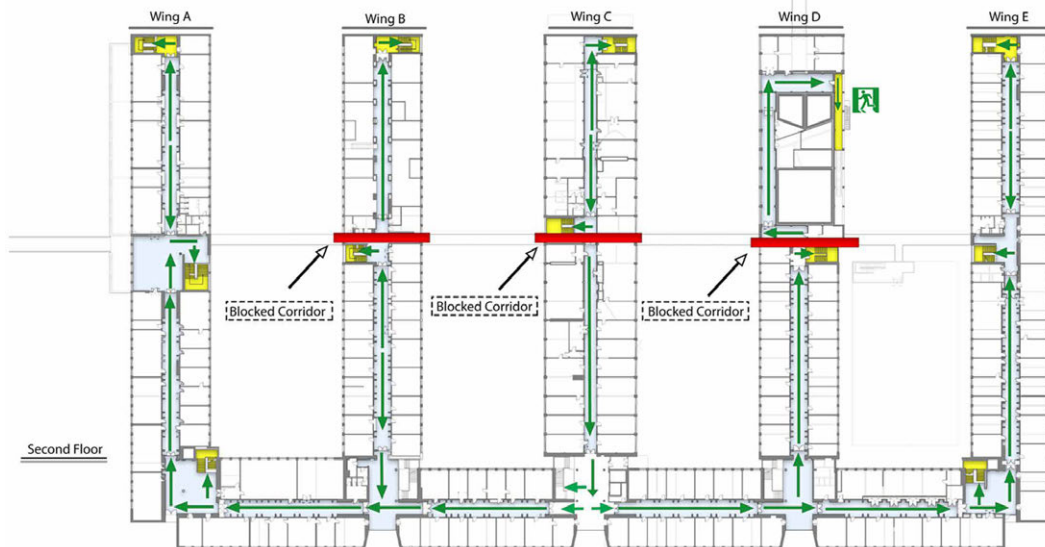 Wing A
Wing B
Wing C
Wing D
Wing E
Blocked Corridor
Blocked Corridor
Blocked Corridor
Second Floor